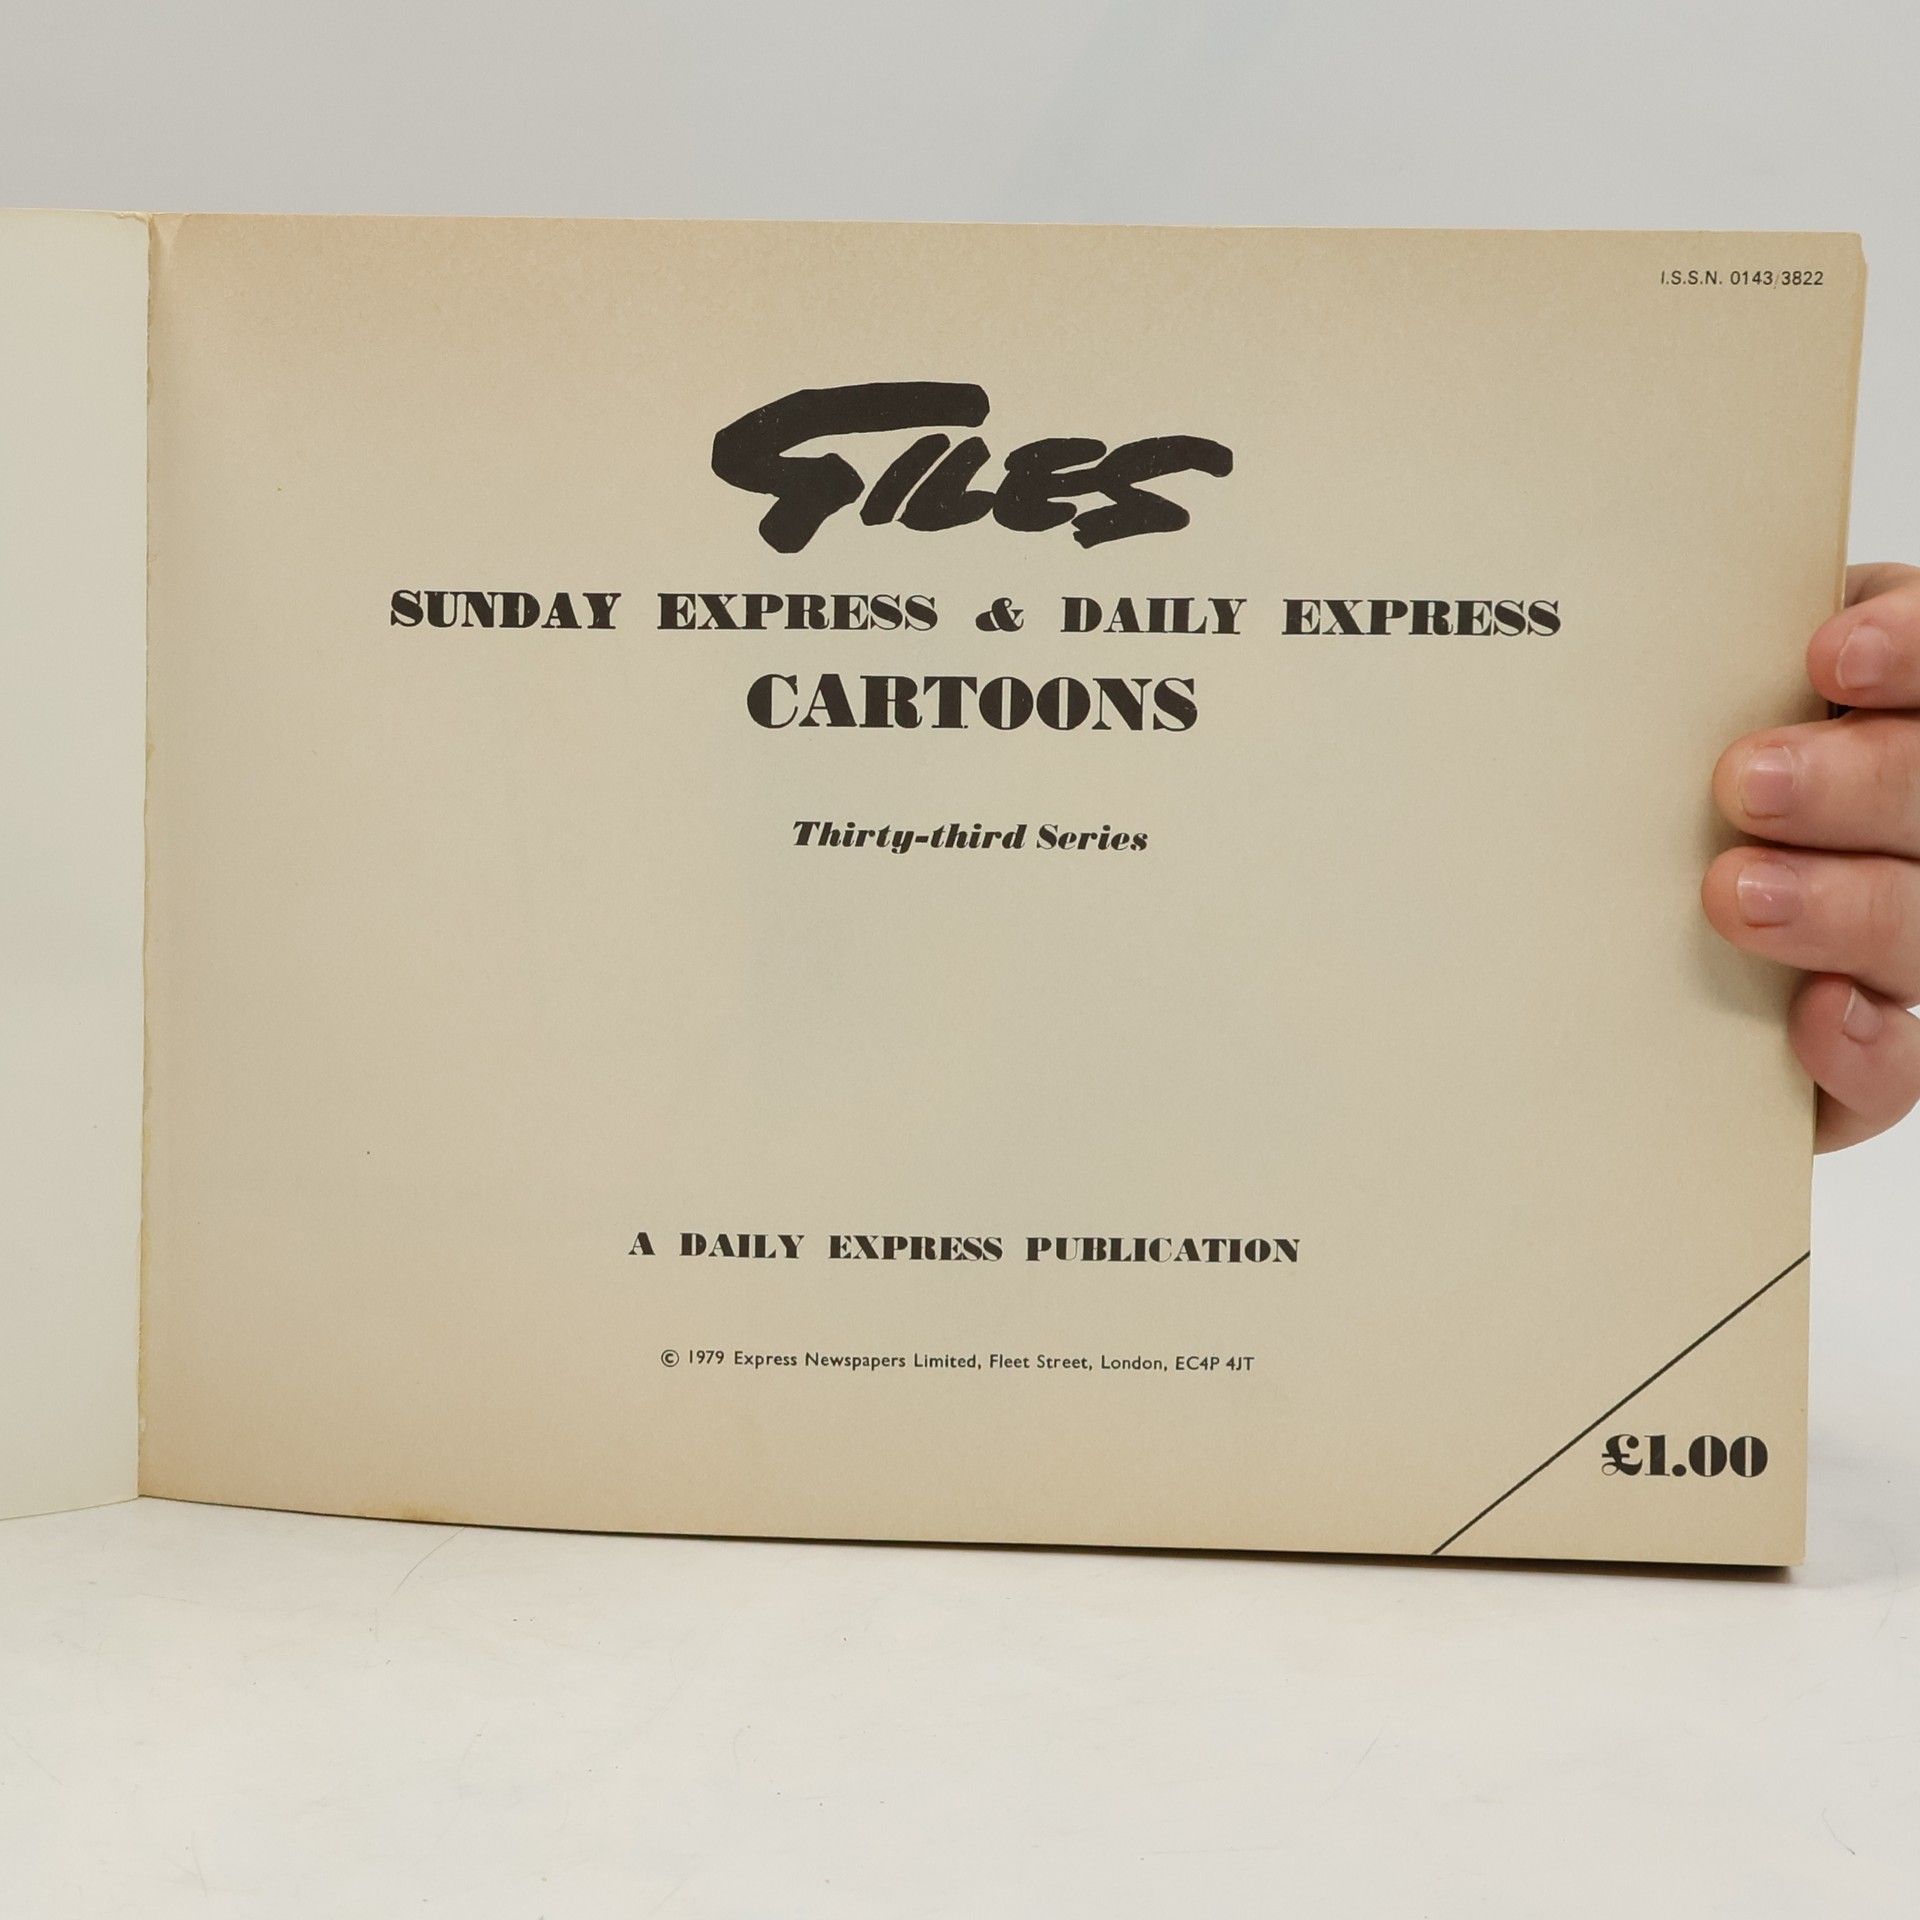 I.S.S.N. 0143/3822
GILES
SUNDAY EXPRESS & DAILY EXPRESS
CARTOONS
Thirty-third Series
A DAILY EXPRESS PUBLICATION
© 1979 Express Newspapers Limited, Fleet Street, London, EC4P 4JT
£1.00